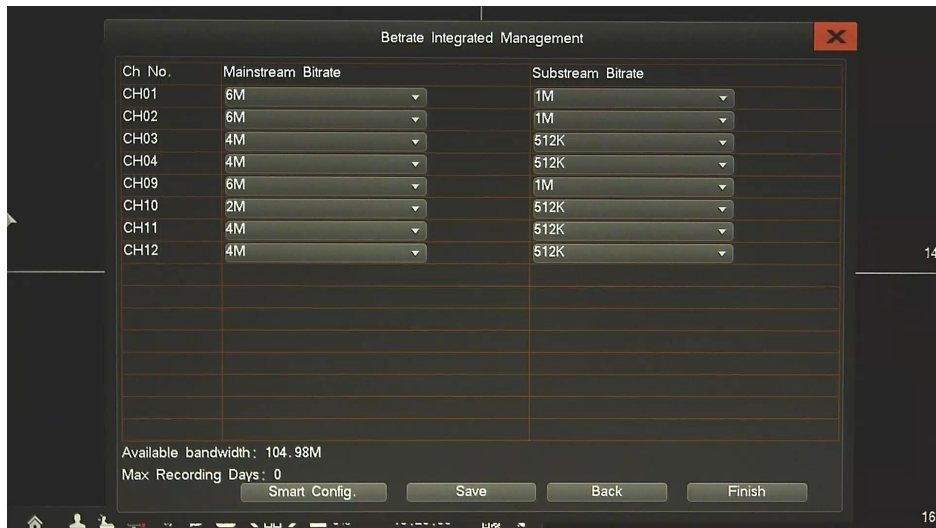 Betrate Integrated Management
Ch No. Mainstream Bitrate Substream Bitrate
CH01 6M 1M
CH02 6M 1M
CH03 4M 512K
CH04 4M 512K
CH09 6M 1M
CH10 2M 512K
CH11 4M 512K
CH12 4M 512K
14
Available bandwidth: 104.98M
Max Recording Days: 0
Smart Config. Save Back Finish
16